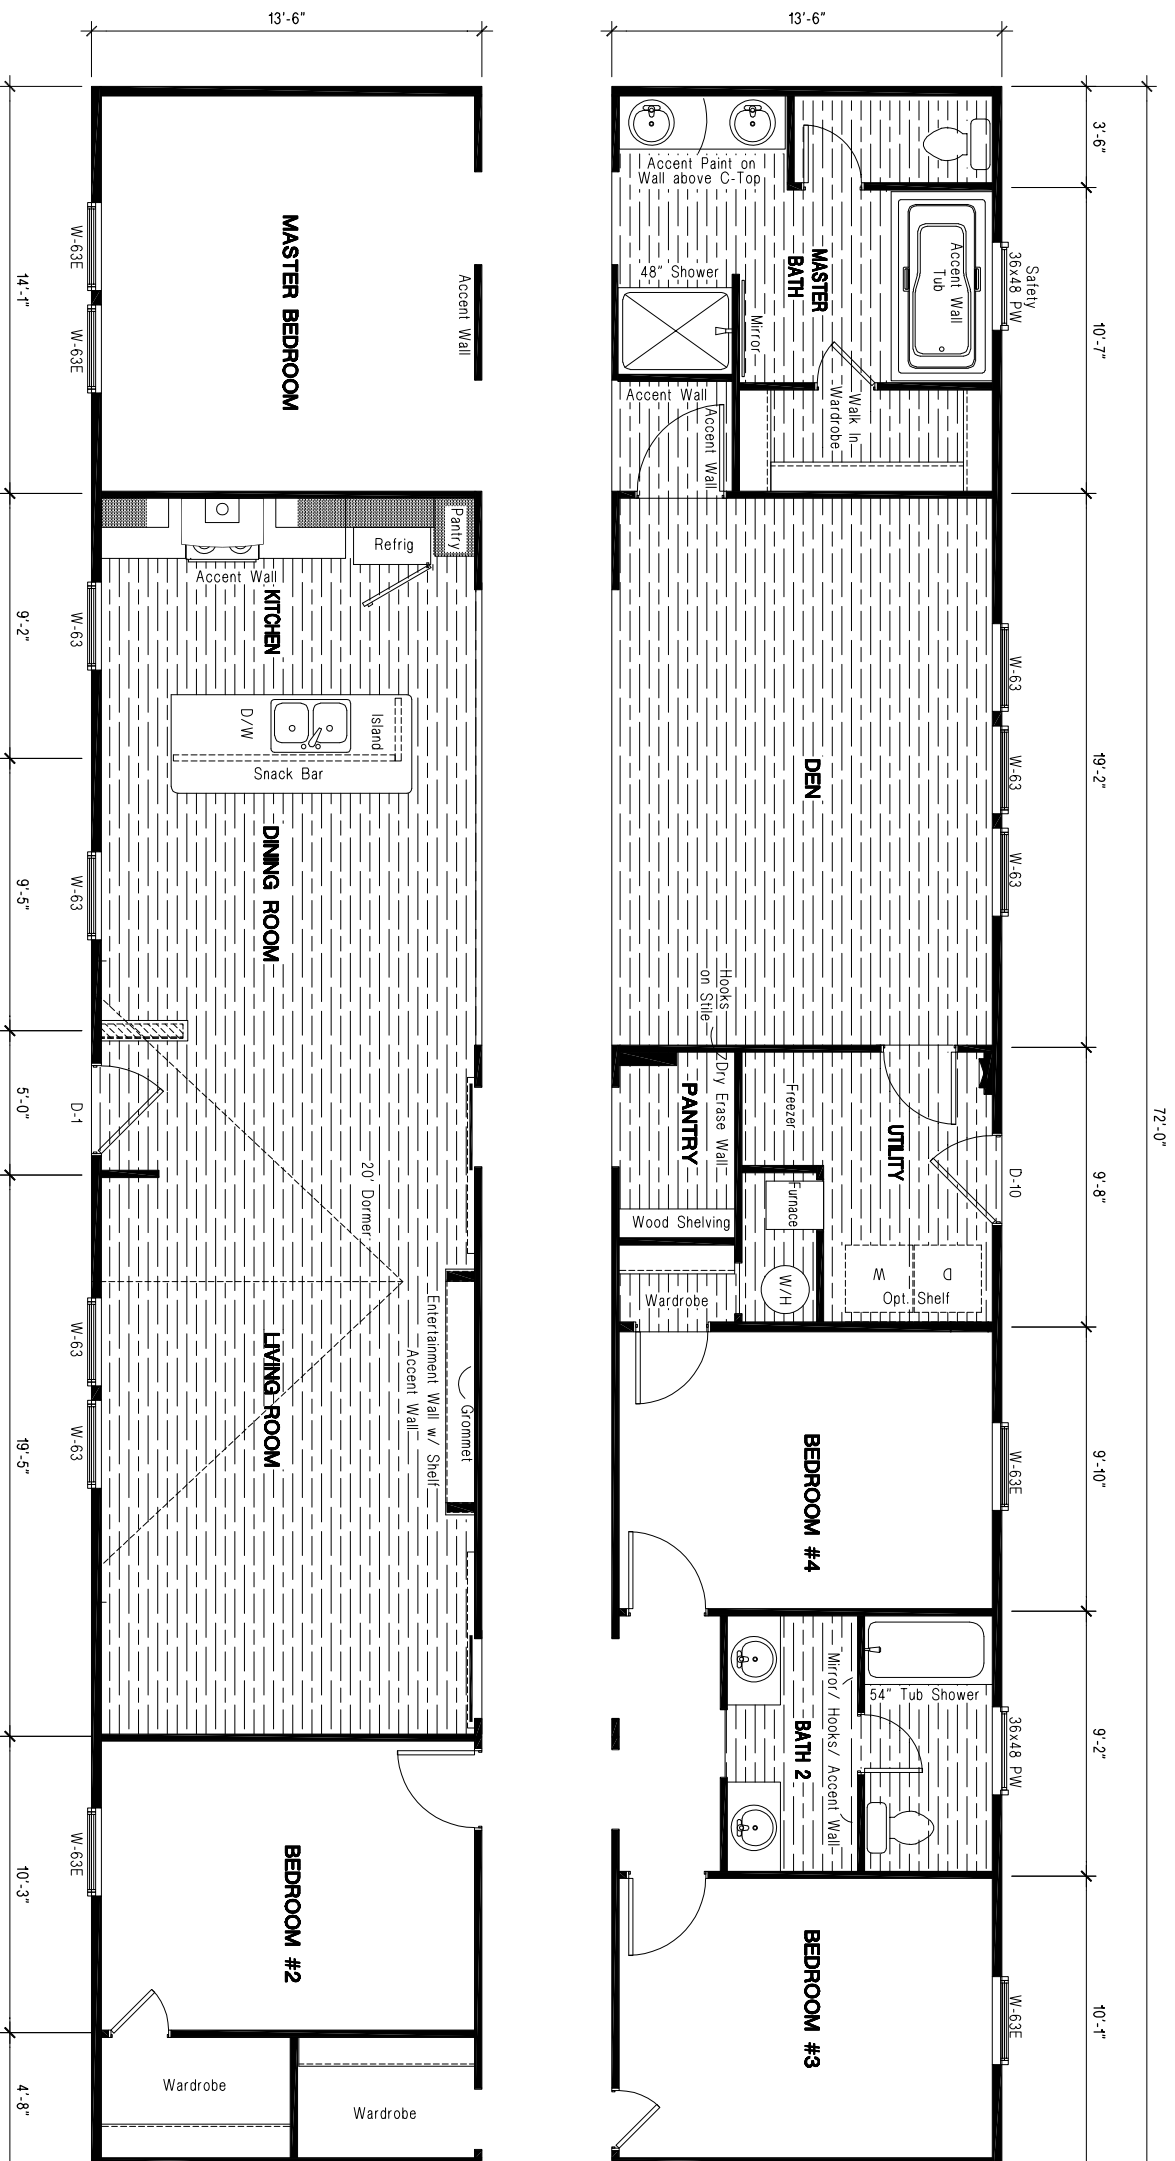 13'-6"
13'-6"
3'-6"
10'-7"
19'-2"
72'-0"
9'-8"
9'-10"
9'-2"
10'-1"
14'-1"
9'-2"
9'-5"
5'-0"
19'-5"
10'-3"
4'-8"
MASTER BEDROOM
Accent Wall
W-63E
W-63E
Pantry
Refrig
Accent Wall
KITCHEN
W-63
Island
D/W
Snack Bar
DINING ROOM
W-63
D-1
20' Dormer
Entertainment Wall w/ Shelf
Accent Wall
Grommet
LIVING ROOM
W-63
W-63
BEDROOM #2
W-63E
Wardrobe
Wardrobe
Accent Paint on
Wall above C-Top
MASTER
BATH
48" Shower
Mirror
Accent Wall
Tub
Safety
36x48 PW
Walk In
Wardrobe
Accent Wall
Accent Wall
DEN
W-63
W-63
W-63
Hooks
on Stile
Dry Erase Wall
PANTRY
Wood Shelving
Freezer
UTILITY
D-10
Furnace
W/H
W
D
Opt. Shelf
Wardrobe
BEDROOM #4
W-63E
54" Tub Shower
Mirror/ Hooks/ Accent Wall
BATH 2
36x48 PW
BEDROOM #3
W-63E